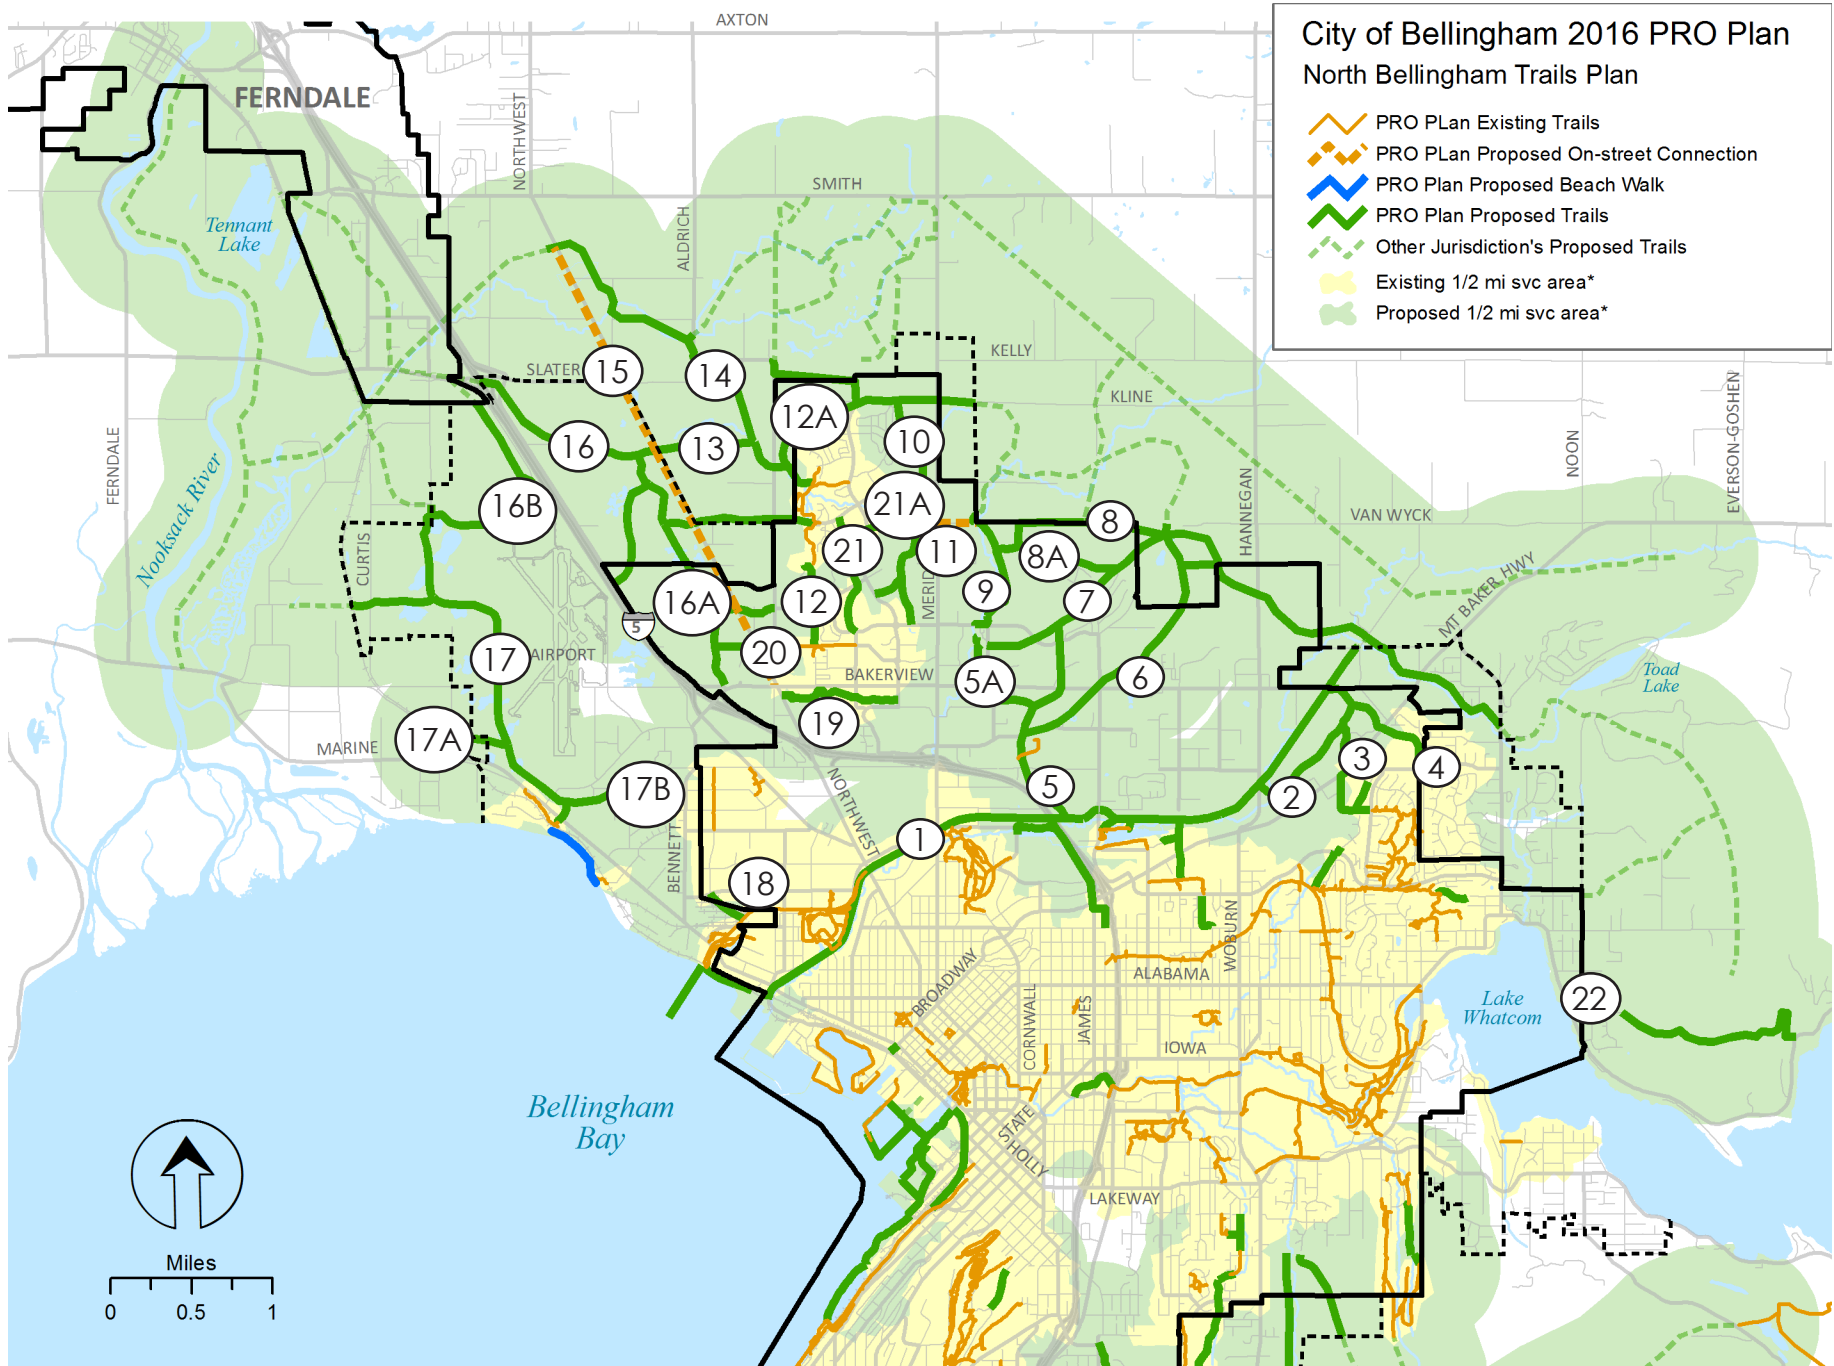 City of Bellingham 2016 PRO Plan
North Bellingham Trails Plan
PRO PLan Existing Trails
PRO PLan Proposed On-street Connection
PRO Plan Proposed Beach Walk
PRO Plan Proposed Trails
Other Jurisdiction's Proposed Trails
Existing 1/2 mi svc area*
Proposed 1/2 mi svc area*
AXTON
FERNDALE
NORTHWEST
SMITH
ALDRICH
Tennant
Lake
KELLY
SLATER
15
14
KLINE
12A
EVERSON-GOSHEN
NOON
FERNDALE
16
13
10
Nooksack River
16B
21A
HANNEGAN
VAN WYCK
8
CURTIS
21
11
8A
MERID
9
7
16A
12
MT BAKER HWY
5
17
AIRPORT
20
BAKERVIEW
5A
6
Toad
Lake
19
17A
MARINE
3
4
17B
5
2
NORTHWEST
1
BENNETT
18
WOBURN
BROADWAY
ALABAMA
CORNWALL
JAMES
Lake
Whatcom
22
IOWA
Bellingham
Bay
STATE
HOLLY
LAKEWAY
Miles
0 0.5 1